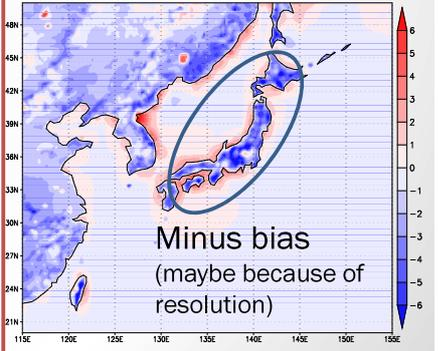 48N
45N
42N
39N
36N
33N
30N
27N
24N
21N
115E 120E 125E 130E 135E 140E 145E 150E 155E
6
5
4
3
2
1
0
−1
−2
−3
−4
−5
−6
Minus bias
(maybe because of
resolution)